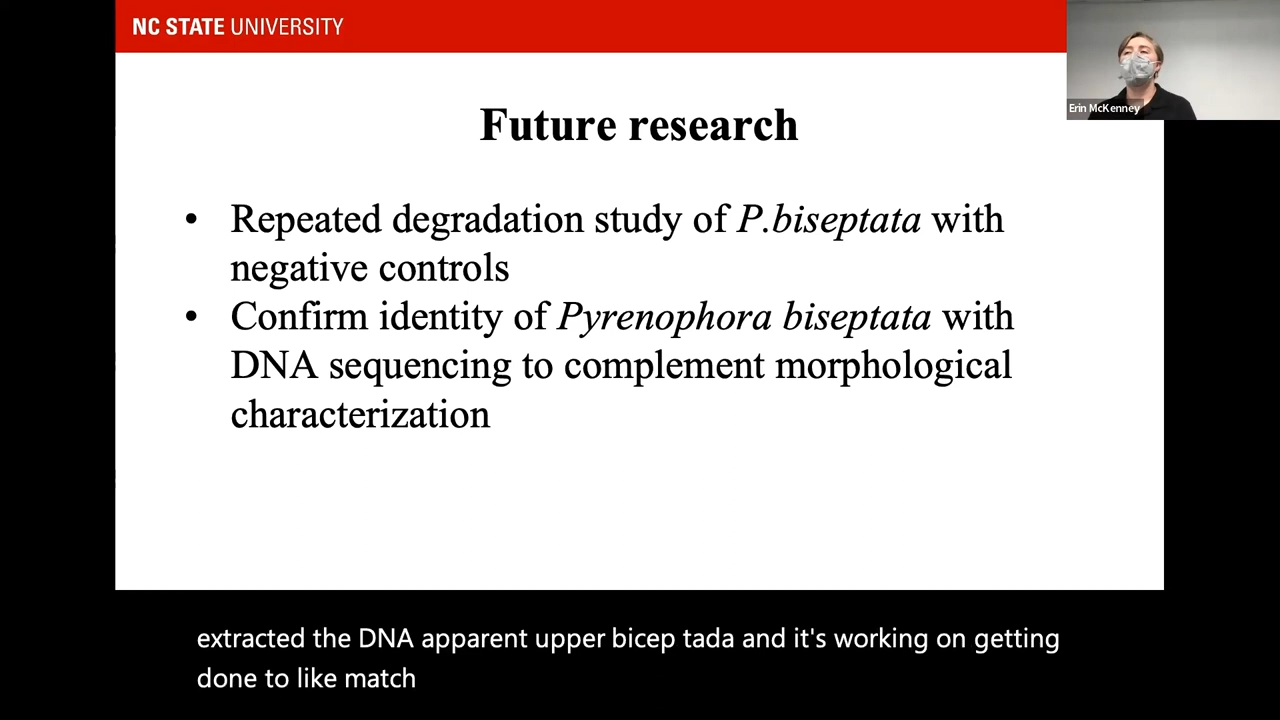 NC STATE UNIVERSITY
Erin McKenney
Future research
• Repeated degradation study of P.biseptata with
negative controls
• Confirm identity of Pyrenophora biseptata with
DNA sequencing to complement morphological
characterization
extracted the DNA apparent upper bicep tada and it's working on getting
done to like match